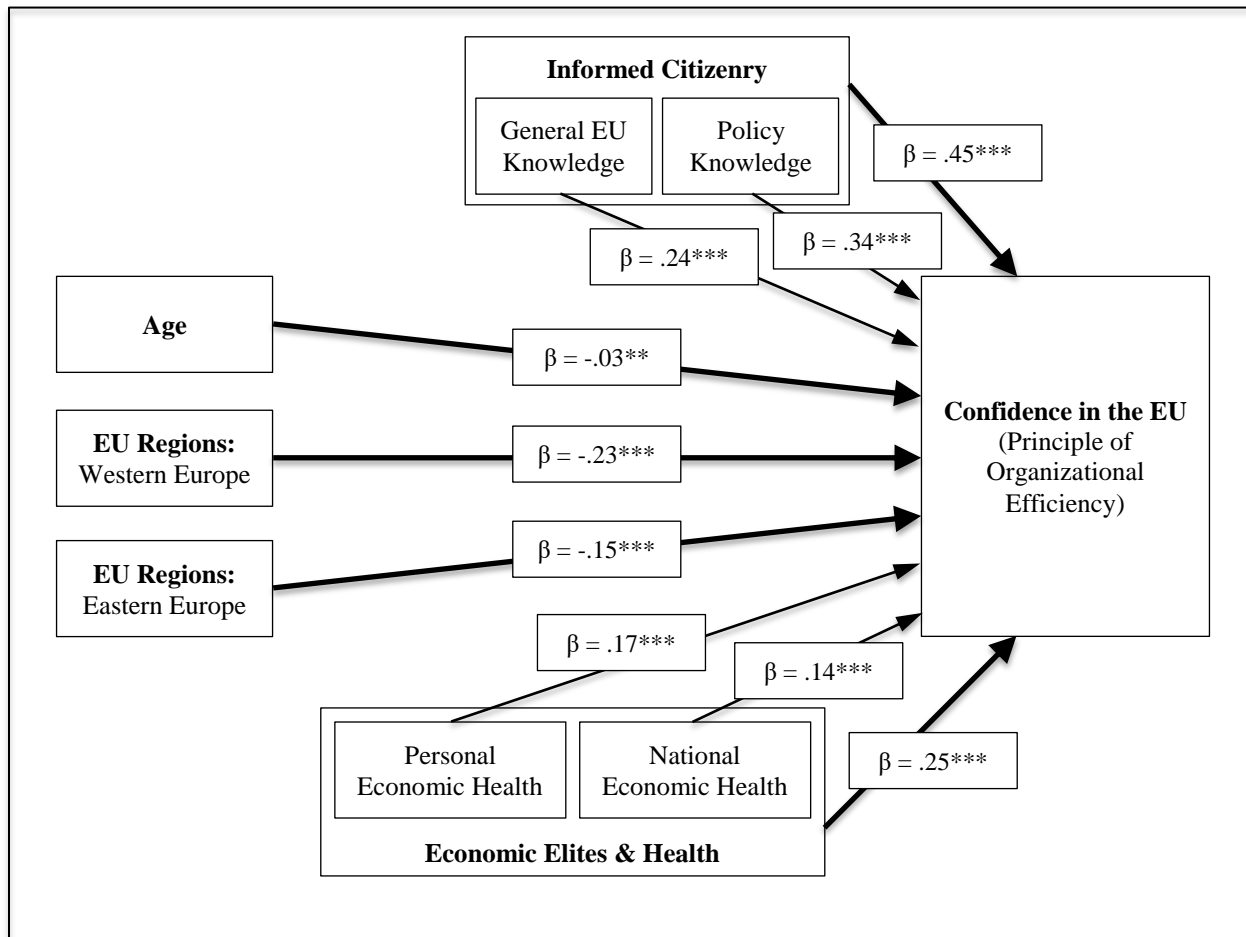 Informed Citizenry
General EU
Knowledge
Policy
Knowledge
β = .45***
β = .24***
β = .34***
Age
β = -.03**
EU Regions:
Western Europe
β = -.23***
EU Regions:
Eastern Europe
β = -.15***
Confidence in the EU
(Principle of
Organizational
Efficiency)
β = .17***
β = .14***
Personal
Economic Health
National
Economic Health
β = .25***
Economic Elites & Health